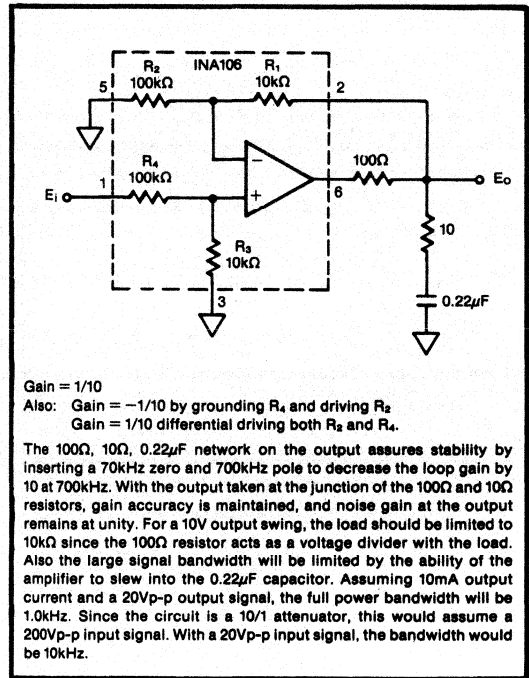 INA106
R₂
100kΩ
R₁
10kΩ
5
2
R₄
100kΩ
100Ω
Eᵢ
1
−
+
6
Eₒ
R₃
10kΩ
10
3
0.22μF
Gain = 1/10
Also: Gain = −1/10 by grounding R₄ and driving R₂
Gain = 1/10 differential driving both R₂ and R₄.
The 100Ω, 10Ω, 0.22μF network on the output assures stability by
inserting a 70kHz zero and 700kHz pole to decrease the loop gain by
10 at 700kHz. With the output taken at the junction of the 100Ω and 10Ω
resistors, gain accuracy is maintained, and noise gain at the output
remains at unity. For a 10V output swing, the load should be limited to
10kΩ since the 100Ω resistor acts as a voltage divider with the load.
Also the large signal bandwidth will be limited by the ability of the
amplifier to slew into the 0.22μF capacitor. Assuming 10mA output
current and a 20Vp-p output signal, the full power bandwidth will be
1.0kHz. Since the circuit is a 10/1 attenuator, this would assume a
200Vp-p input signal. With a 20Vp-p input signal, the bandwidth would
be 10kHz.